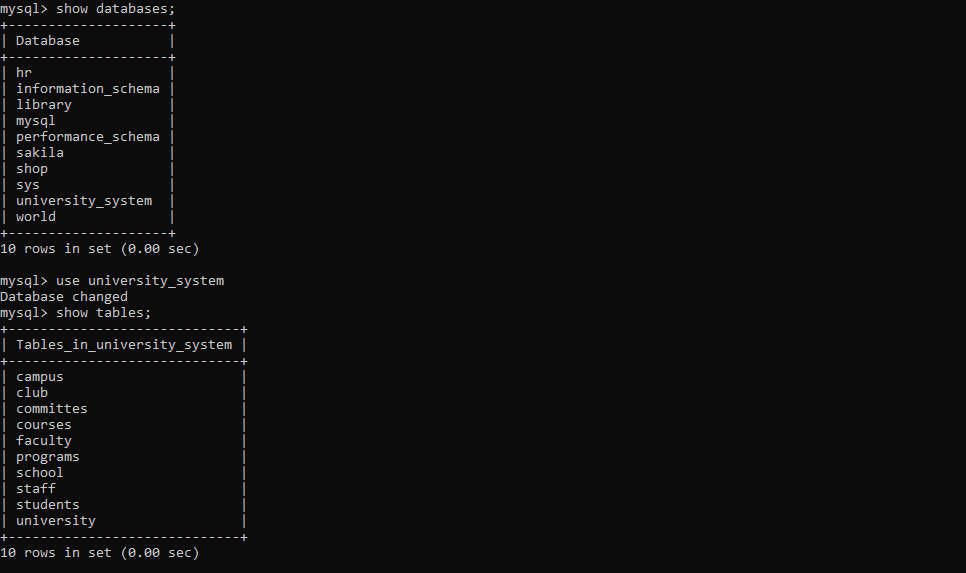 mysql> show databases;
+--------------------+
| Database           |
+--------------------+
| hr                 |
| information_schema |
| library            |
| mysql              |
| performance_schema |
| sakila             |
| shop               |
| sys                |
| university_system  |
| world              |
+--------------------+
10 rows in set (0.00 sec)

mysql> use university_system
Database changed
mysql> show tables;
+-----------------------------+
| Tables_in_university_system |
+-----------------------------+
| campus                      |
| club                        |
| committes                   |
| courses                     |
| faculty                     |
| programs                    |
| school                      |
| staff                       |
| students                    |
| university                  |
+-----------------------------+
10 rows in set (0.00 sec)